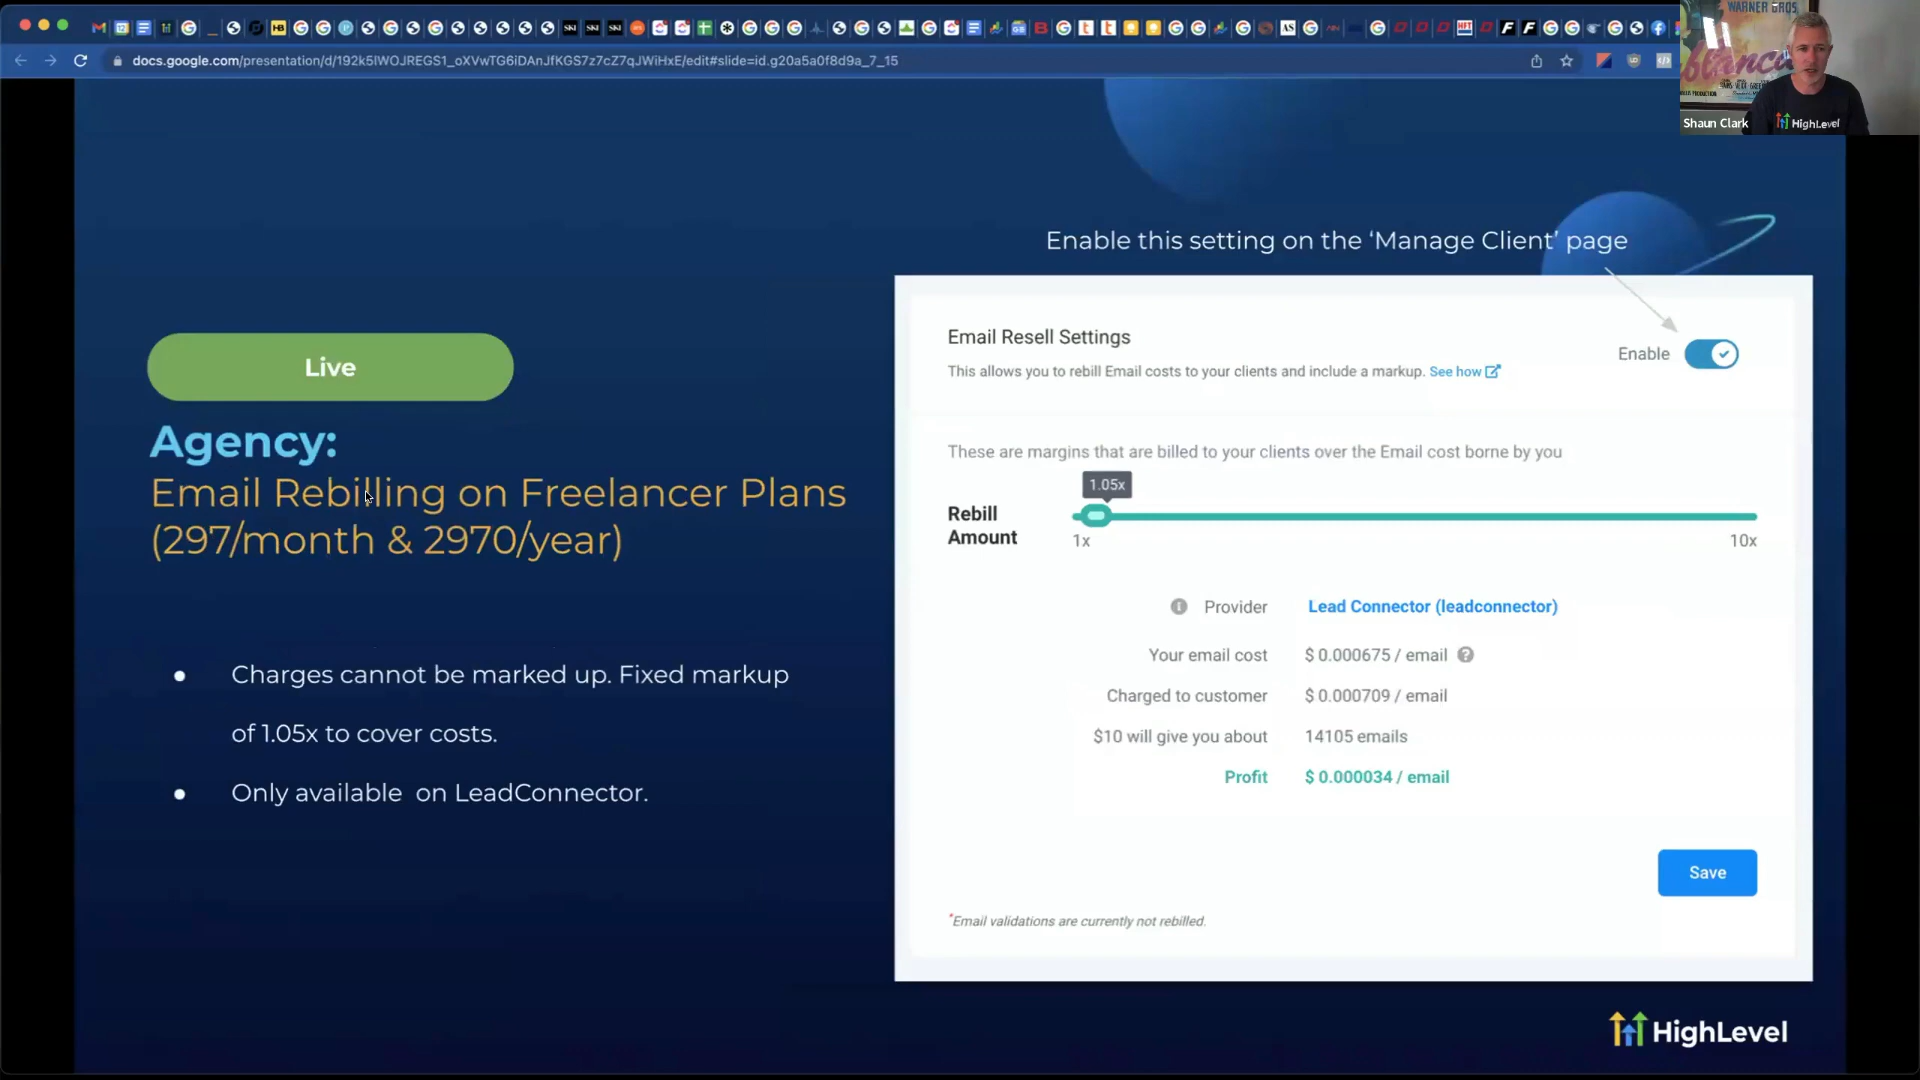 docs.google.com/presentation/d/192k5IWOJREGS1_oXVwTG6iDAnJfKGS7z7cZ7qJWiHxE/edit#slide=id.g20a5a0f8d9a_7_15
WARNER BROS.
Shaun Clark
HighLevel
Enable this setting on the ‘Manage Client’ page
Live
Agency:
Email Rebilling on Freelancer Plans
(297/month & 2970/year)
Charges cannot be marked up. Fixed markup
of 1.05x to cover costs.
Only available on LeadConnector.
Email Resell Settings
Enable
This allows you to rebill Email costs to your clients and include a markup. See how
These are margins that are billed to your clients over the Email cost borne by you
1.05x
Rebill
Amount
1x
10x
Provider Lead Connector (leadconnector)
Your email cost $ 0.000675 / email
Charged to customer $ 0.000709 / email
$10 will give you about 14105 emails
Profit $ 0.000034 / email
Save
*Email validations are currently not rebilled.
HighLevel